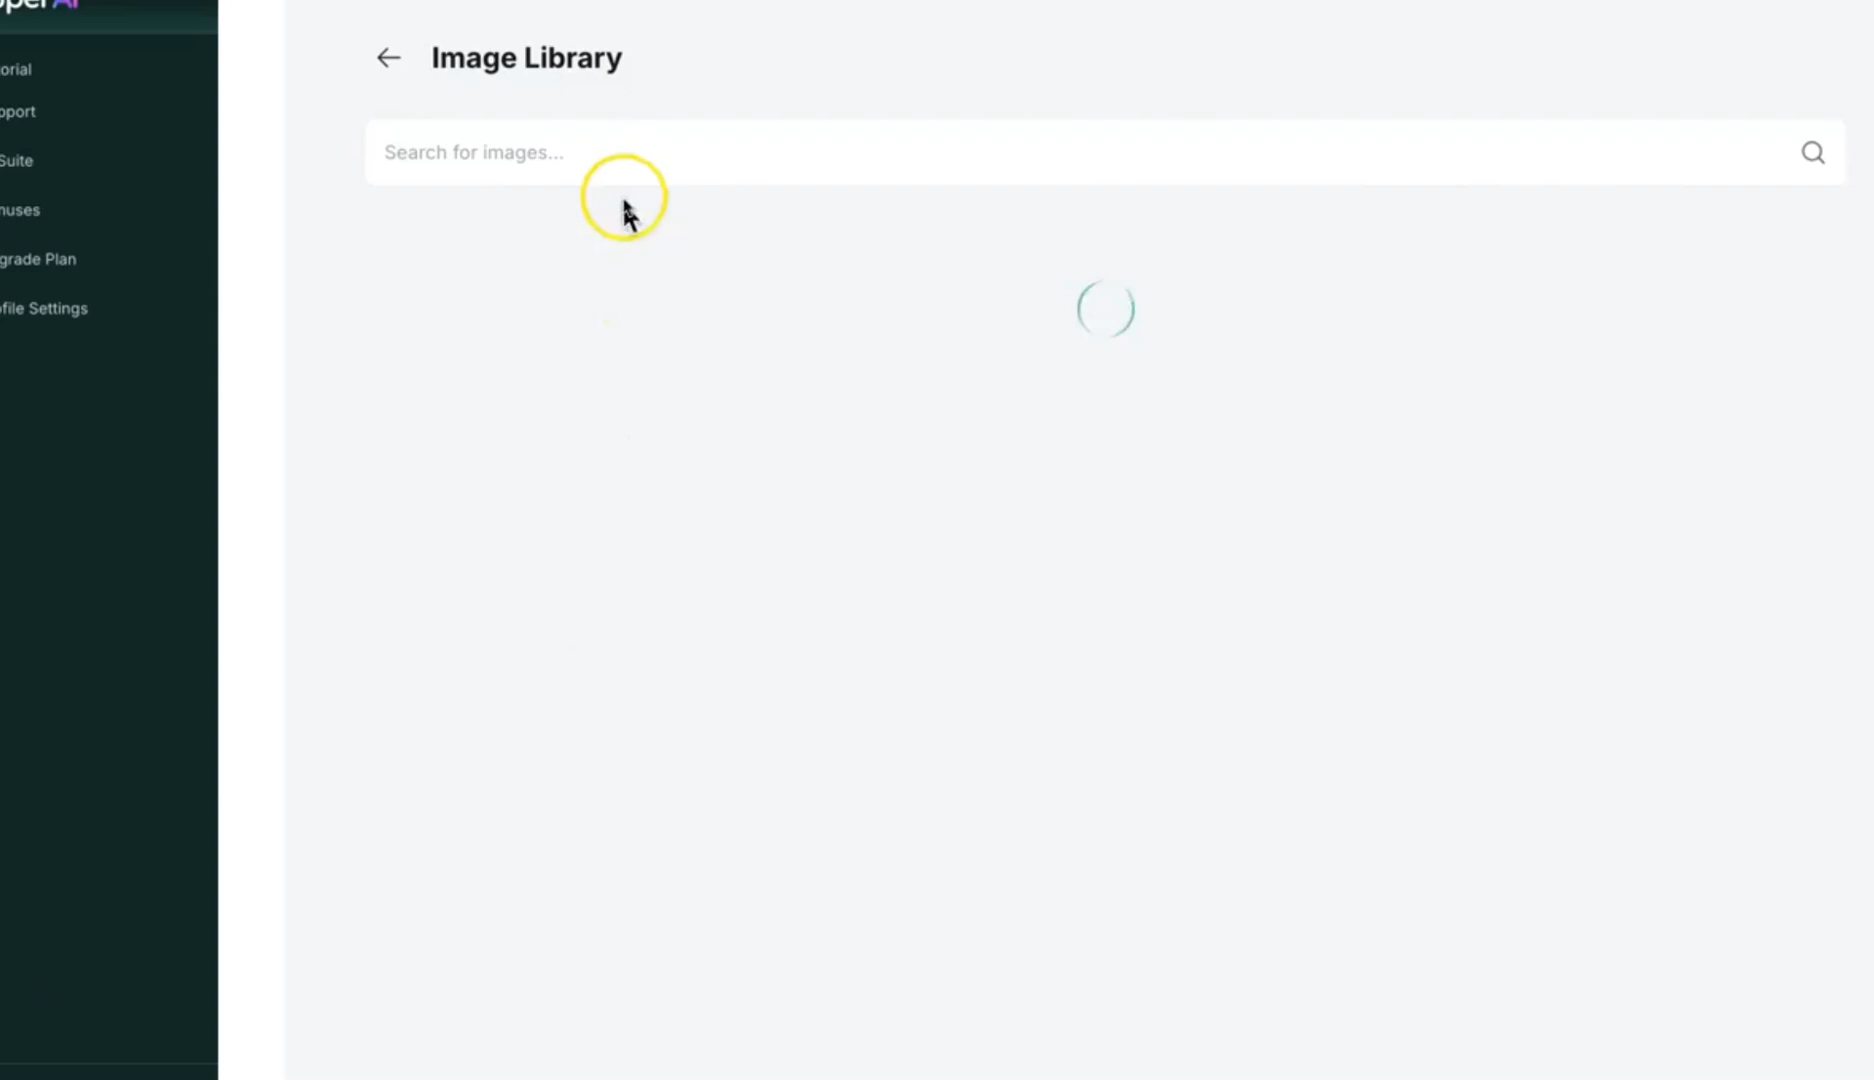 Image Library
Search for images...
orial
pport
Suite
nuses
grade Plan
ofile Settings